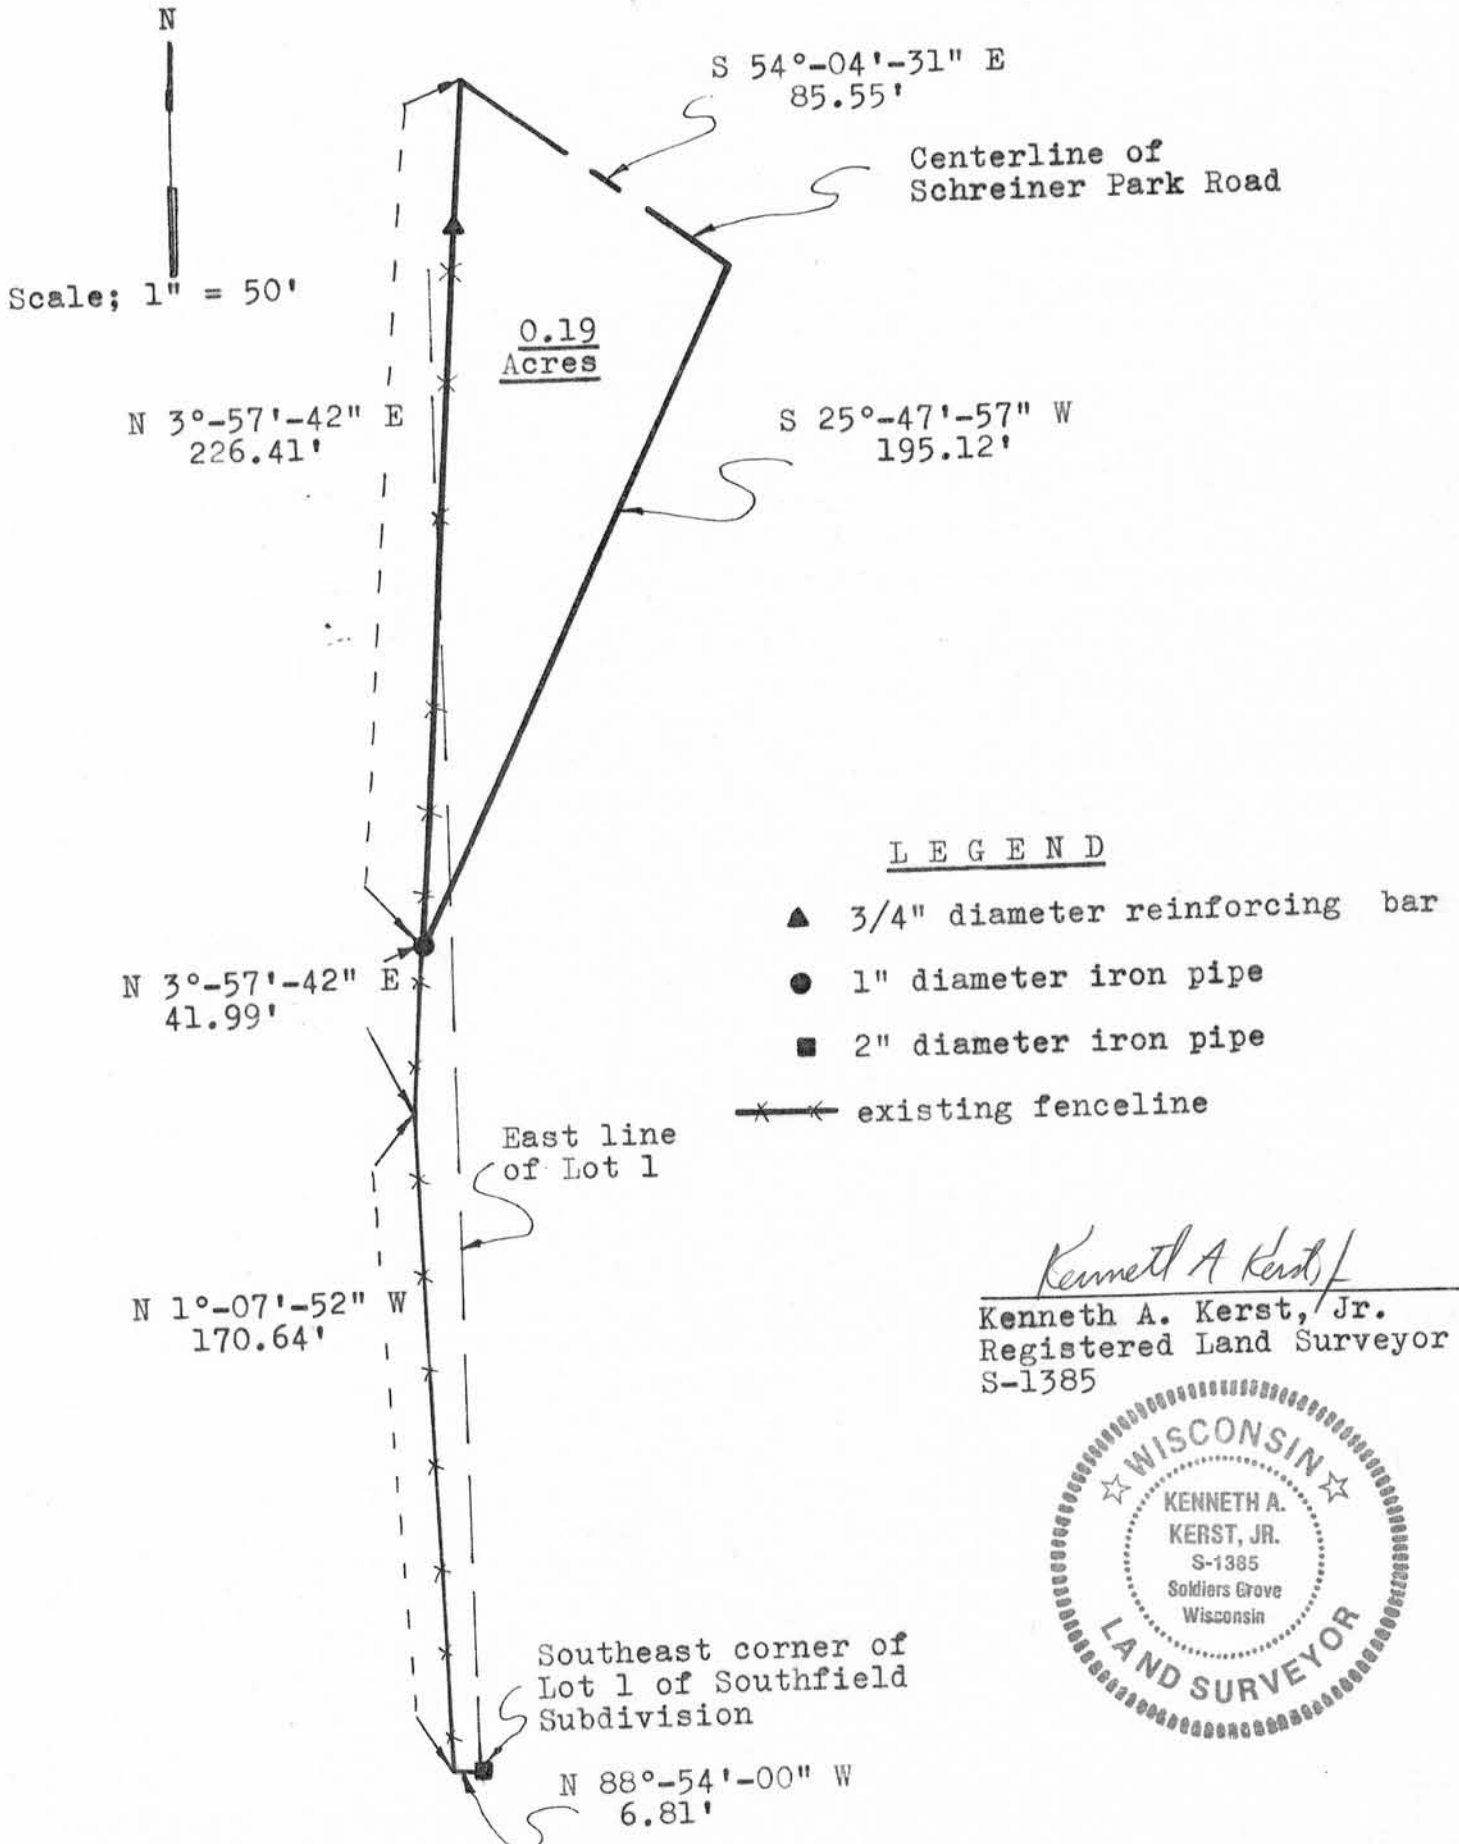 N
S 54°-04'-31" E
85.55'
Centerline of
Schreiner Park Road
Scale; 1" = 50'
0.19
Acres
N 3°-57'-42" E
226.41'
S 25°-47'-57" W
195.12'
L E G E N D
3/4" diameter reinforcing bar
1" diameter iron pipe
2" diameter iron pipe
existing fenceline
N 3°-57'-42" E
41.99'
East line
of Lot 1
N 1°-07'-52" W
170.64'
Kenneth A Kerst, Jr
Kenneth A. Kerst, Jr.
Registered Land Surveyor
S-1385
WISCONSIN
KENNETH A.
KERST, JR.
S-1385
Soldiers Grove
Wisconsin
LAND SURVEYOR
Southeast corner of
Lot 1 of Southfield
Subdivision
N 88°-54'-00" W
6.81'